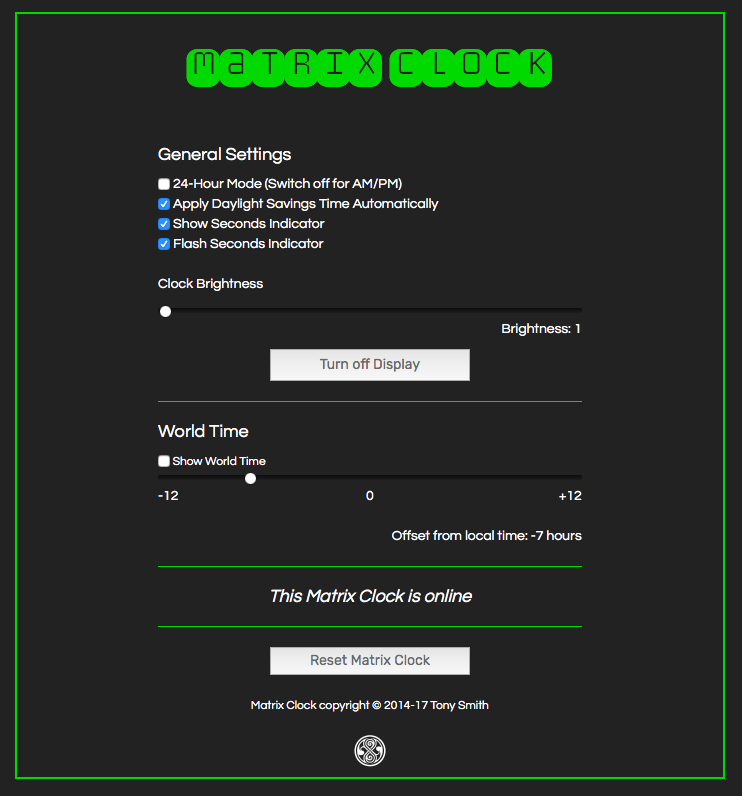 MaTRIX CLOCK
General Settings
24-Hour Mode (Switch off for AM/PM)
Apply Daylight Savings Time Automatically
Show Seconds Indicator
Flash Seconds Indicator
Clock Brightness
Brightness: 1
Turn off Display
World Time
Show World Time
-12 0 +12
Offset from local time: -7 hours
This Matrix Clock is online
Reset Matrix Clock
Matrix Clock copyright © 2014-17 Tony Smith